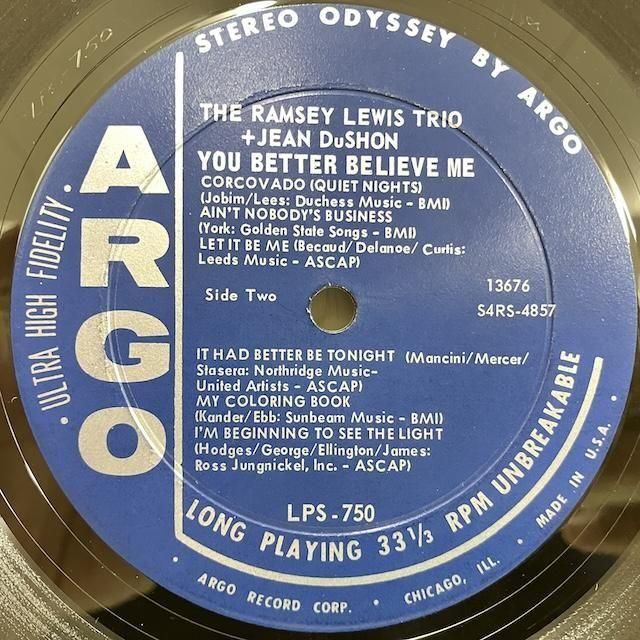 STEREO ODYSSEY BY ARGO
ARGO
· ULTRA HIGH FIDELITY ·
THE RAMSEY LEWIS TRIO
+JEAN DuSHON
YOU BETTER BELIEVE ME
CORCOVADO (QUIET NIGHTS)
(Jobim/Lees: Duchess Music - BMI)
AIN'T NOBODY'S BUSINESS
(York: Golden State Songs - BMI)
LET IT BE ME (Becaud/Delanoe/Curtis:
Leeds Music - ASCAP)
Side Two
13676
S4RS-4857
IT HAD BETTER BE TONIGHT (Mancini/Mercer/
Stasera: Northridge Music-
United Artists - ASCAP)
MY COLORING BOOK
(Kander/Ebb: Sunbeam Music - BMI)
I'M BEGINNING TO SEE THE LIGHT
(Hodges/George/Ellington/James:
Ross Jungnickel, Inc. - ASCAP)
LPS-750
LONG PLAYING 33 1/3 RPM UNBREAKABLE
· ARGO RECORD CORP. · CHICAGO, ILL. · MADE IN U.S.A. ·